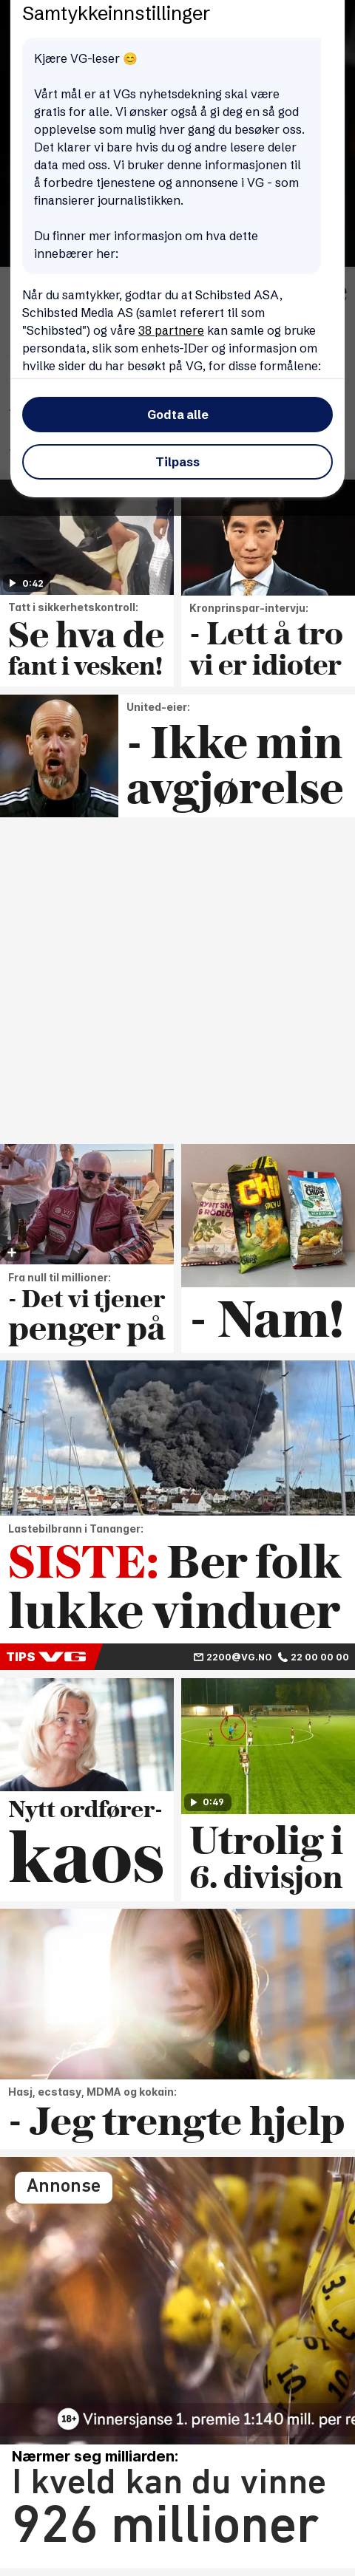 Samtykkeinnstillinger
Kjære VG-leser 😊
Vårt mål er at VGs nyhetsdekning skal være
gratis for alle. Vi ønsker også å gi deg en så god
opplevelse som mulig hver gang du besøker oss.
Det klarer vi bare hvis du og andre lesere deler
data med oss. Vi bruker denne informasjonen til
å forbedre tjenestene og annonsene i VG - som
finansierer journalistikken.
Du finner mer informasjon om hva dette
innebærer her:
Når du samtykker, godtar du at Schibsted ASA,
Schibsted Media AS (samlet referert til som
"Schibsted") og våre 38 partnere kan samle og bruke
persondata, slik som enhets-IDer og informasjon om
hvilke sider du har besøkt på VG, for disse formålene:
Godta alle
Tilpass
0:42
Tatt i sikkerhetskontroll:
Se hva de
fant i vesken!
Kronprinspar-intervju:
- Lett å tro
vi er idioter
United-eier:
- Ikke min
avgjørelse
Fra null til millioner:
- Det vi tjener
penger på
- Nam!
Lastebilbrann i Tananger:
SISTE: Ber folk
lukke vinduer
TIPS VG 2200@VG.NO 22 00 00 00
Nytt ordfører-
kaos
0:49
Utrolig i
6. divisjon
Hasj, ecstasy, MDMA og kokain:
- Jeg trengte hjelp
Annonse
18+ Vinnersjanse 1. premie 1:140 mill. per re
Nærmer seg milliarden:
I kveld kan du vinne
926 millioner